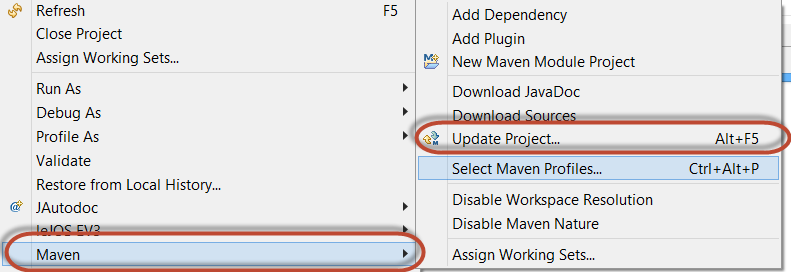 Refresh F5
Close Project
Assign Working Sets...
Run As
Debug As
Profile As
Validate
Restore from Local History...
JAutodoc
leJOS EV3
Maven
Add Dependency
Add Plugin
New Maven Module Project
Download JavaDoc
Download Sources
Update Project... Alt+F5
Select Maven Profiles... Ctrl+Alt+P
Disable Workspace Resolution
Disable Maven Nature
Assign Working Sets...